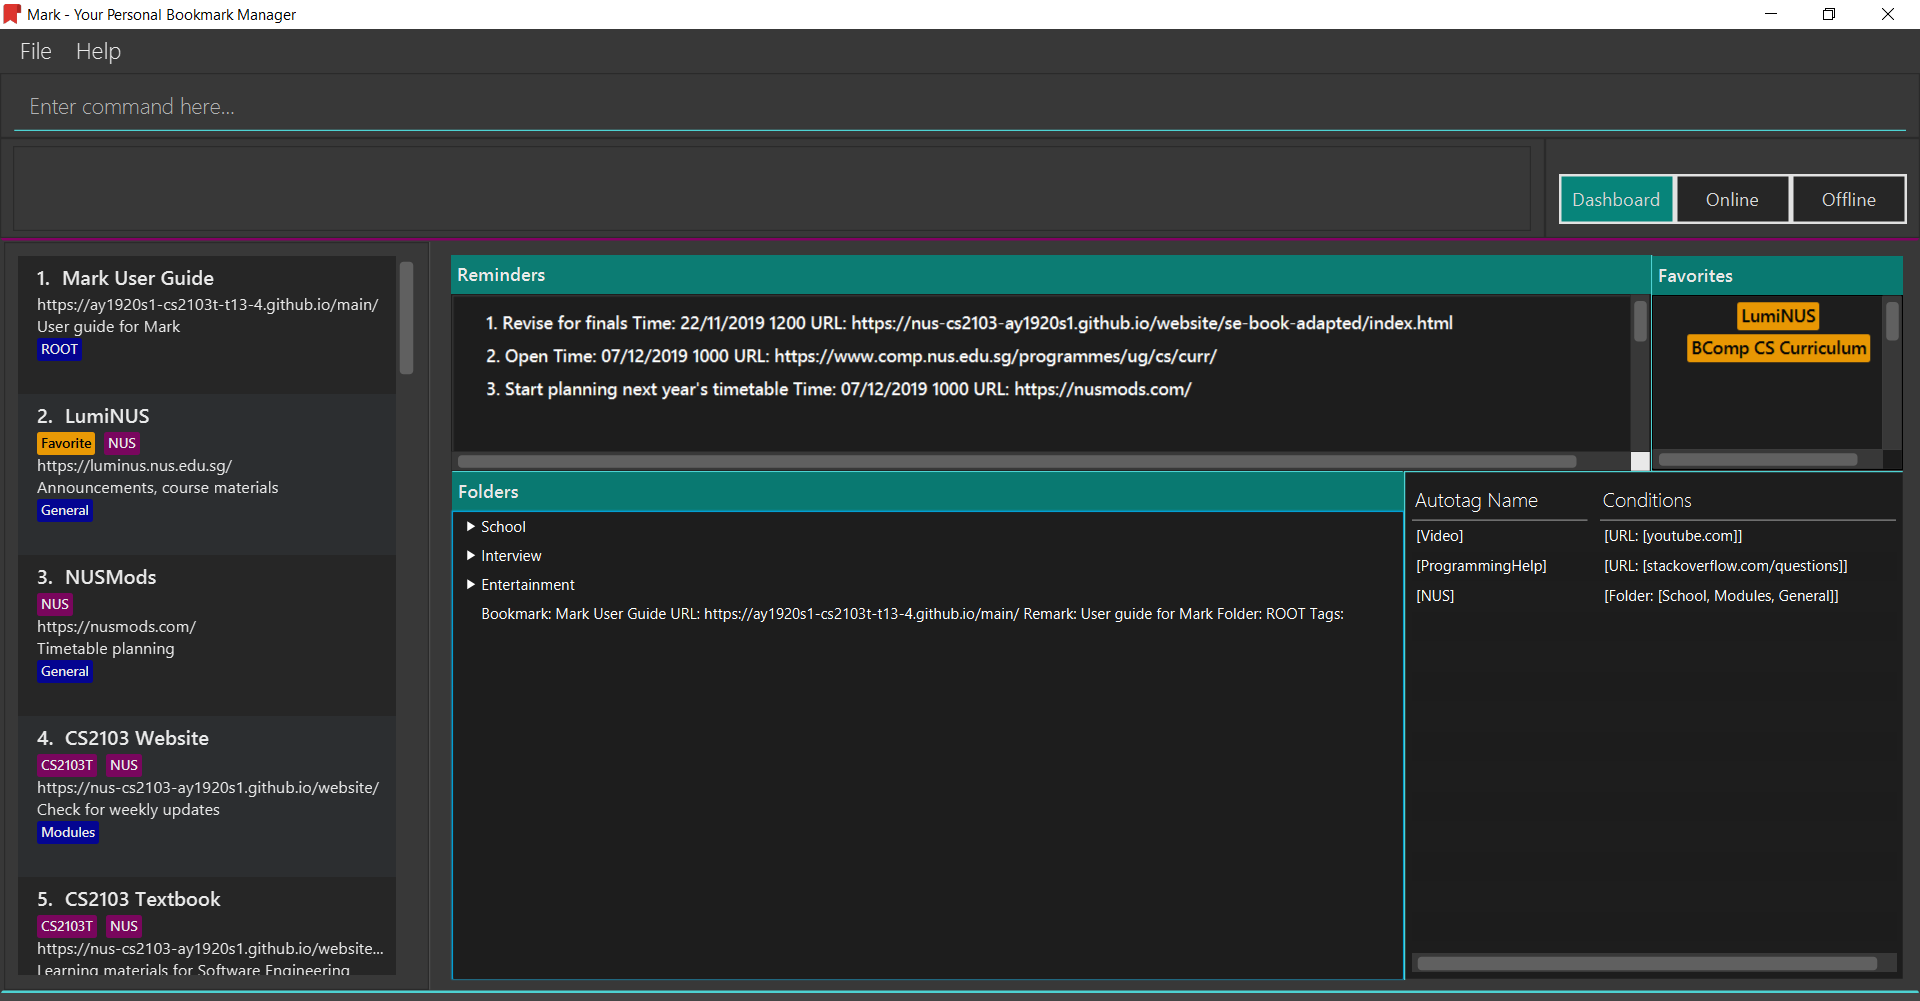 Mark - Your Personal Bookmark Manager
File Help
Enter command here...
Dashboard Online Offline
1. Mark User Guide
https://ay1920s1-cs2103t-t13-4.github.io/main/
User guide for Mark
ROOT
2. LumiNUS
Favorite NUS
https://luminus.nus.edu.sg/
Announcements, course materials
General
3. NUSMods
NUS
https://nusmods.com/
Timetable planning
General
4. CS2103 Website
CS2103T NUS
https://nus-cs2103-ay1920s1.github.io/website/
Check for weekly updates
Modules
5. CS2103 Textbook
CS2103T NUS
https://nus-cs2103-ay1920s1.github.io/website...
Learning materials for Software Engineering
Reminders
1. Revise for finals Time: 22/11/2019 1200 URL: https://nus-cs2103-ay1920s1.github.io/website/se-book-adapted/index.html
2. Open Time: 07/12/2019 1000 URL: https://www.comp.nus.edu.sg/programmes/ug/cs/curr/
3. Start planning next year's timetable Time: 07/12/2019 1000 URL: https://nusmods.com/
Favorites
LumiNUS
BComp CS Curriculum
Folders
School
Interview
Entertainment
Bookmark: Mark User Guide URL: https://ay1920s1-cs2103t-t13-4.github.io/main/ Remark: User guide for Mark Folder: ROOT Tags:
Autotag Name Conditions
[Video] [URL: [youtube.com]]
[ProgrammingHelp] [URL: [stackoverflow.com/questions]]
[NUS] [Folder: [School, Modules, General]]